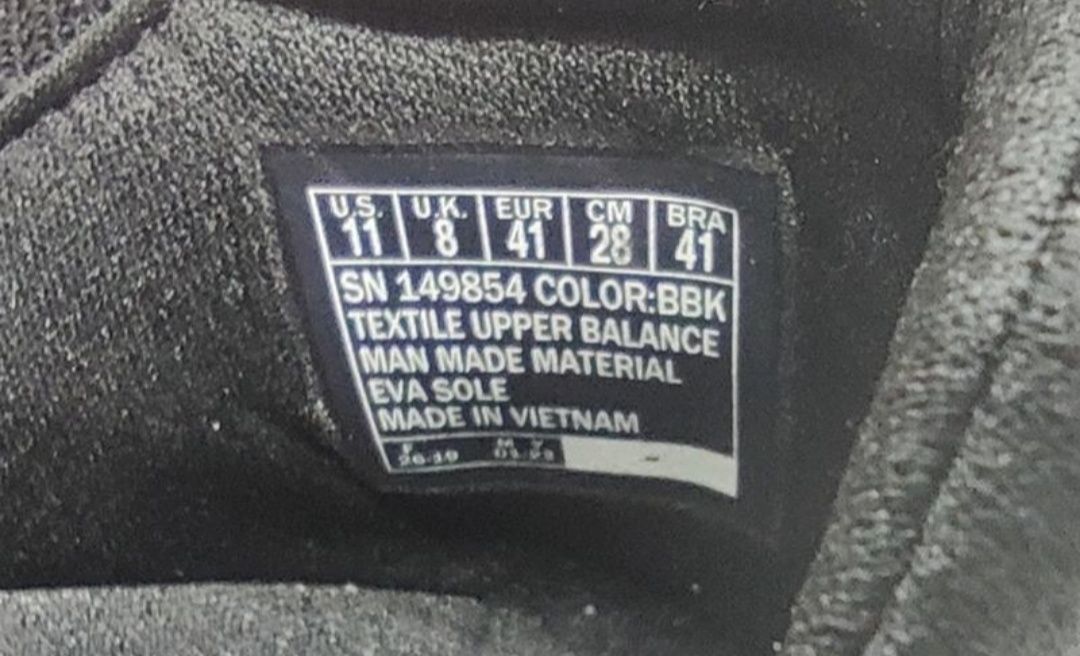 U.S. U.K. EUR CM BRA
11 8 41 28 41
SN 149854 COLOR:BBK
TEXTILE UPPER BALANCE
MAN MADE MATERIAL
EVA SOLE
MADE IN VIETNAM
F M Y